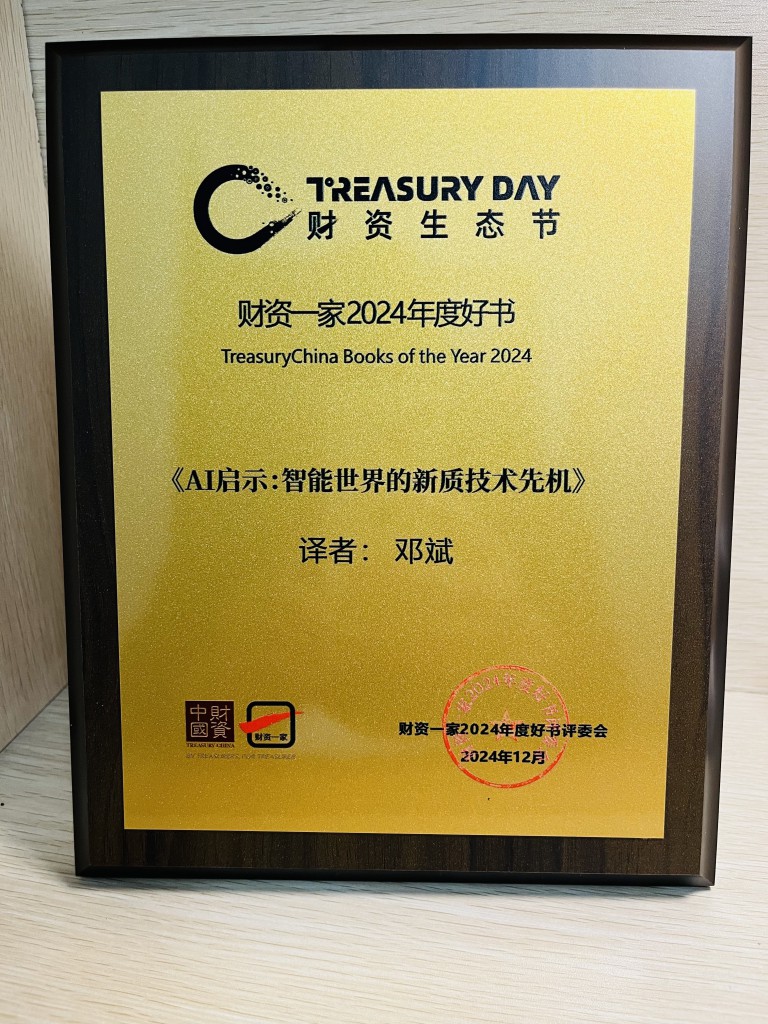 TREASURY DAY
财资生态节
财资一家2024年度好书
TreasuryChina Books of the Year 2024
《AI启示:智能世界的新质技术先机》
译者： 邓斌
中國財資
TREASURY CHINA
财资一家
BY TREASURERS, FOR TREASURERS
财资一家2024年度好书评委会
2024年12月